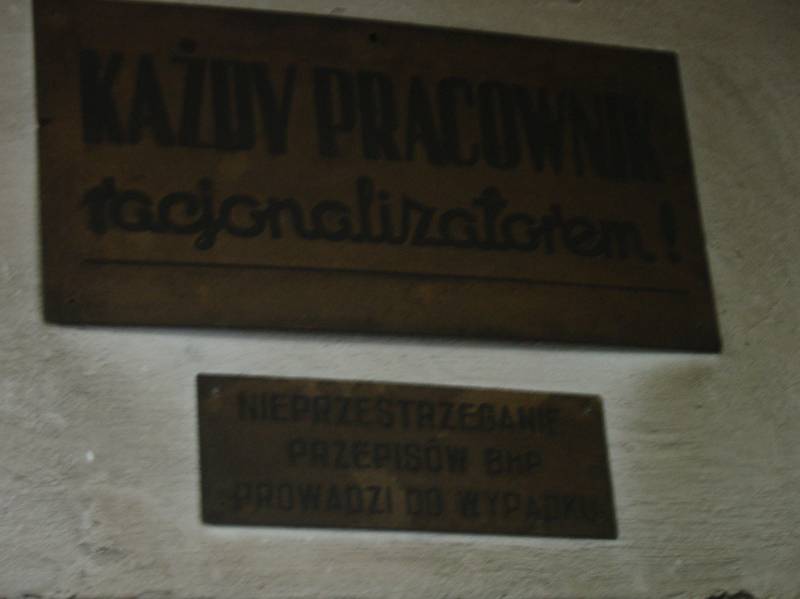 KAŻDY PRACOWNIK
racjonalizatorem!
NIEPRZESTRZEGANIE
PRZEPISÓW BHP
PROWADZI DO WYPADKU